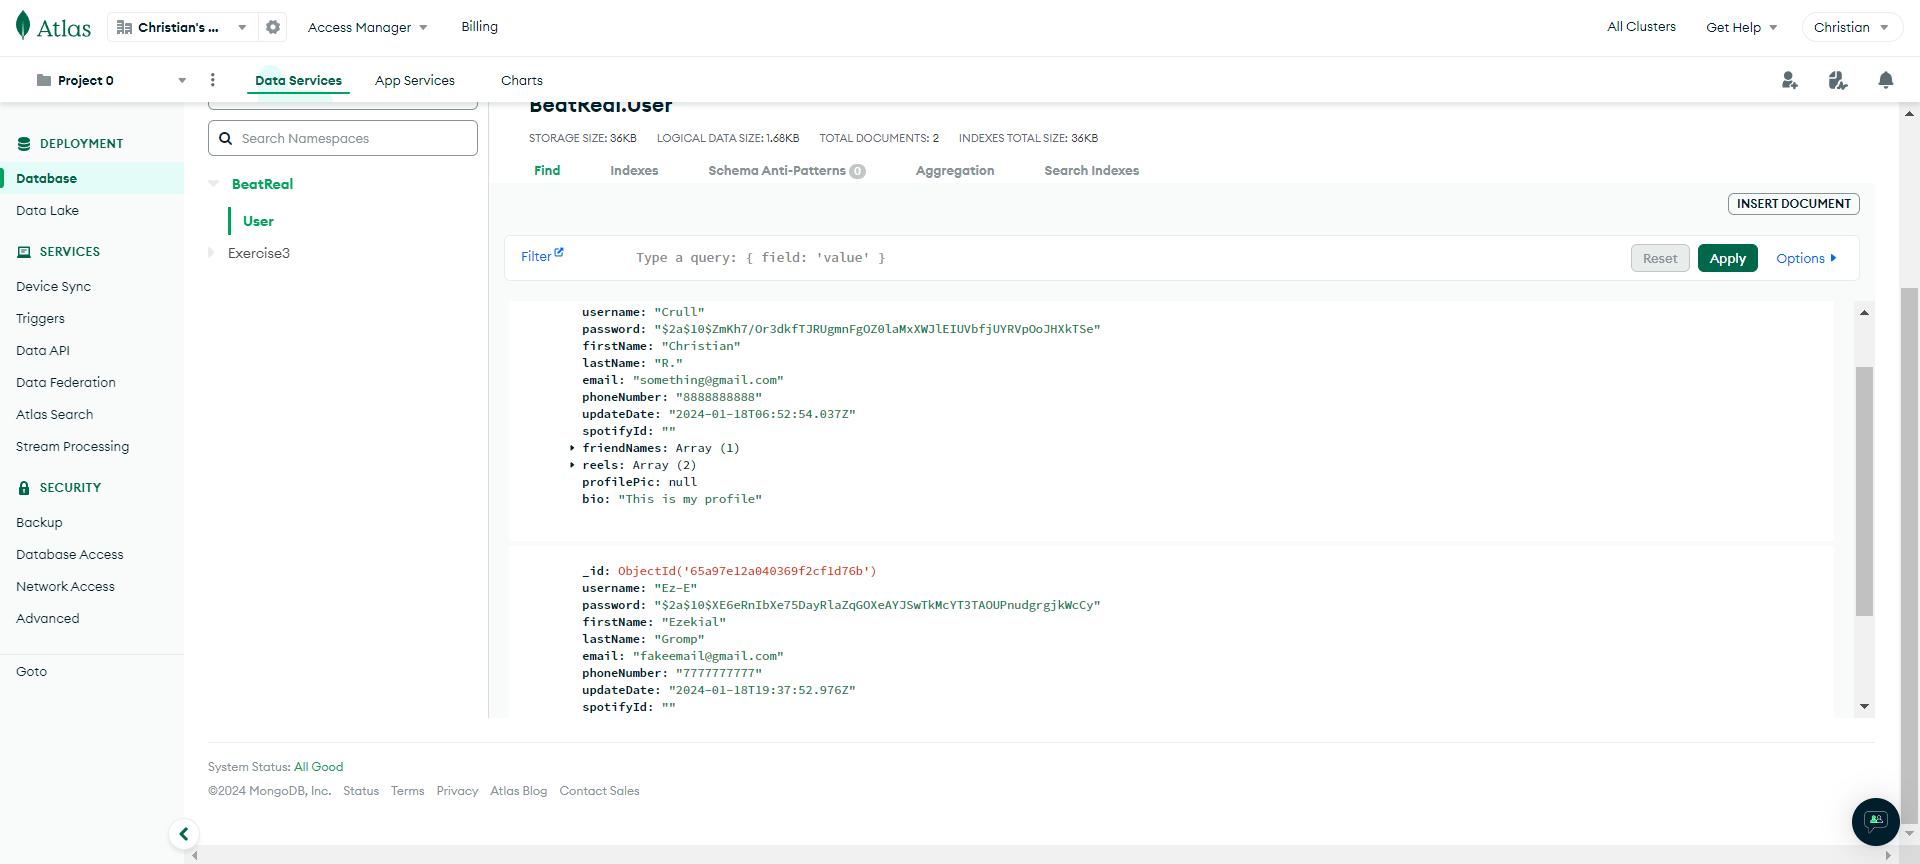 Atlas
Christian's ...
Access Manager
Billing
All Clusters
Get Help
Christian
Project 0
Data Services
App Services
Charts
DEPLOYMENT
Database
Data Lake
SERVICES
Device Sync
Triggers
Data API
Data Federation
Atlas Search
Stream Processing
SECURITY
Backup
Database Access
Network Access
Advanced
Goto
Search Namespaces
BeatReal
User
Exercise3
BeatReal.User
STORAGE SIZE: 36KB LOGICAL DATA SIZE: 1.68KB TOTAL DOCUMENTS: 2 INDEXES TOTAL SIZE: 36KB
Find Indexes Schema Anti-Patterns 0 Aggregation Search Indexes
INSERT DOCUMENT
Filter Type a query: { field: 'value' } Reset Apply Options
username: "Crull"
password: "$2a$10$ZmKh7/Or3dkfTJRUgmnFgOZ0laMxXWJlEIUVbfjUYRVpOoJHXkTSe"
firstName: "Christian"
lastName: "R."
email: "something@gmail.com"
phoneNumber: "8888888888"
updateDate: "2024-01-18T06:52:54.037Z"
spotifyId: ""
friendNames: Array (1)
reels: Array (2)
profilePic: null
bio: "This is my profile"
_id: ObjectId('65a97e12a040369f2cf1d76b')
username: "Ez-E"
password: "$2a$10$XE6eRnIbXe75DayRlaZqGOXeAYJSwTkMcYT3TAOUPnudgrgjkWcCy"
firstName: "Ezekial"
lastName: "Gromp"
email: "fakeemail@gmail.com"
phoneNumber: "7777777777"
updateDate: "2024-01-18T19:37:52.976Z"
spotifyId: ""
System Status: All Good
©2024 MongoDB, Inc. Status Terms Privacy Atlas Blog Contact Sales